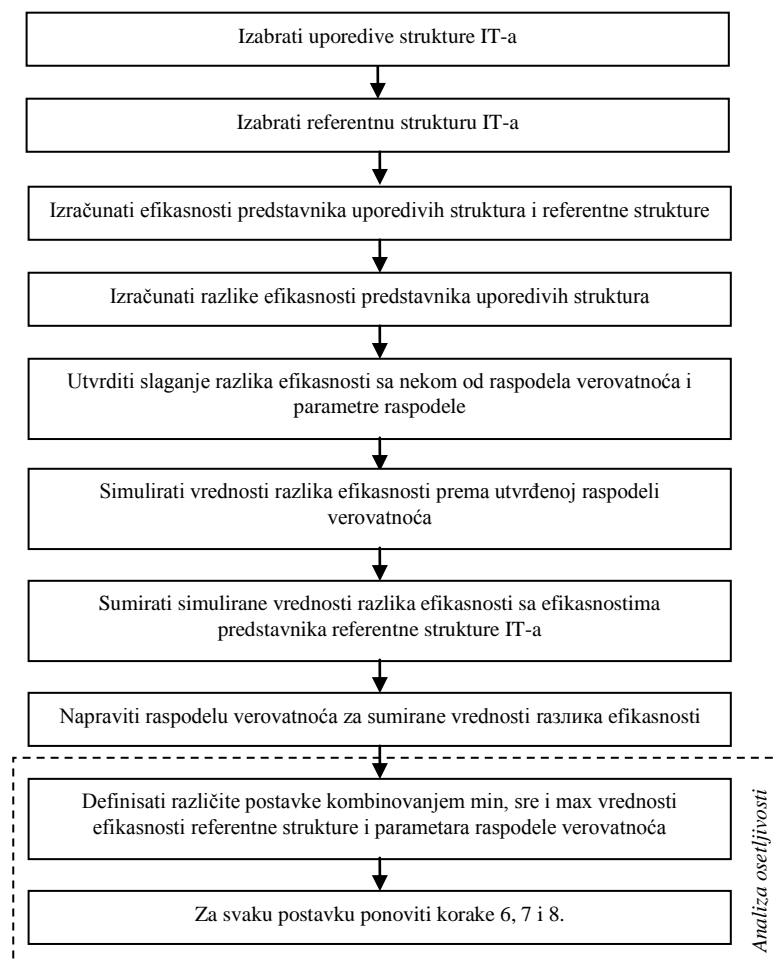 Izabrati uporedive strukture IT-a
Izabrati referentnu strukturu IT-a
Izračunati efikasnosti predstavnika uporedivih struktura i referentne strukture
Izračunati razlike efikasnosti predstavnika uporedivih struktura
Utvrditi slaganje razlika efikasnosti sa nekom od raspodela verovatnoća i
parametre raspodele
Simulirati vrednosti razlika efikasnosti prema utvrđenoj raspodeli
verovatnoća
Sumirati simulirane vrednosti razlika efikasnosti sa efikasnostima
predstavnika referentne strukture IT-a
Napraviti raspodelu verovatnoća za sumirane vrednosti разлика efikasnosti
Definisati različite postavke kombinovanjem min, sre i max vrednosti
efikasnosti referentne strukture i parametara raspodele verovatnoća
Za svaku postavku ponoviti korake 6, 7 i 8.
Analiza osetljivosti